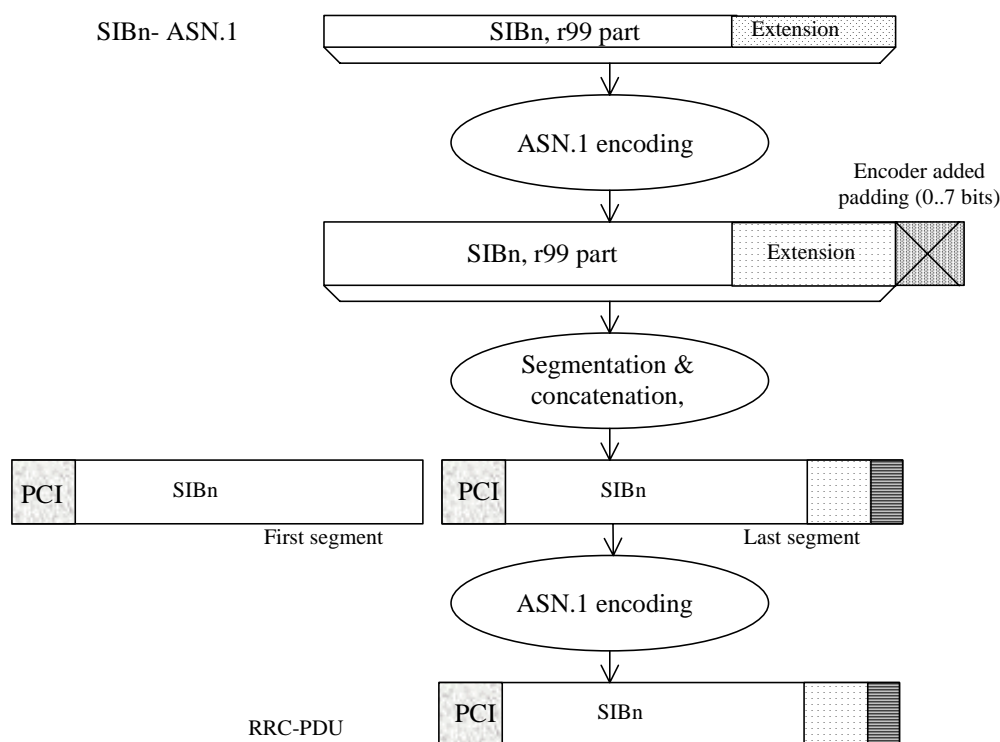 SIBn- ASN.1
SIBn, r99 part
Extension
ASN.1 encoding
Encoder added
padding (0..7 bits)
SIBn, r99 part
Extension
Segmentation &
concatenation,
PCI
SIBn
PCI
SIBn
First segment
Last segment
ASN.1 encoding
PCI
SIBn
RRC-PDU